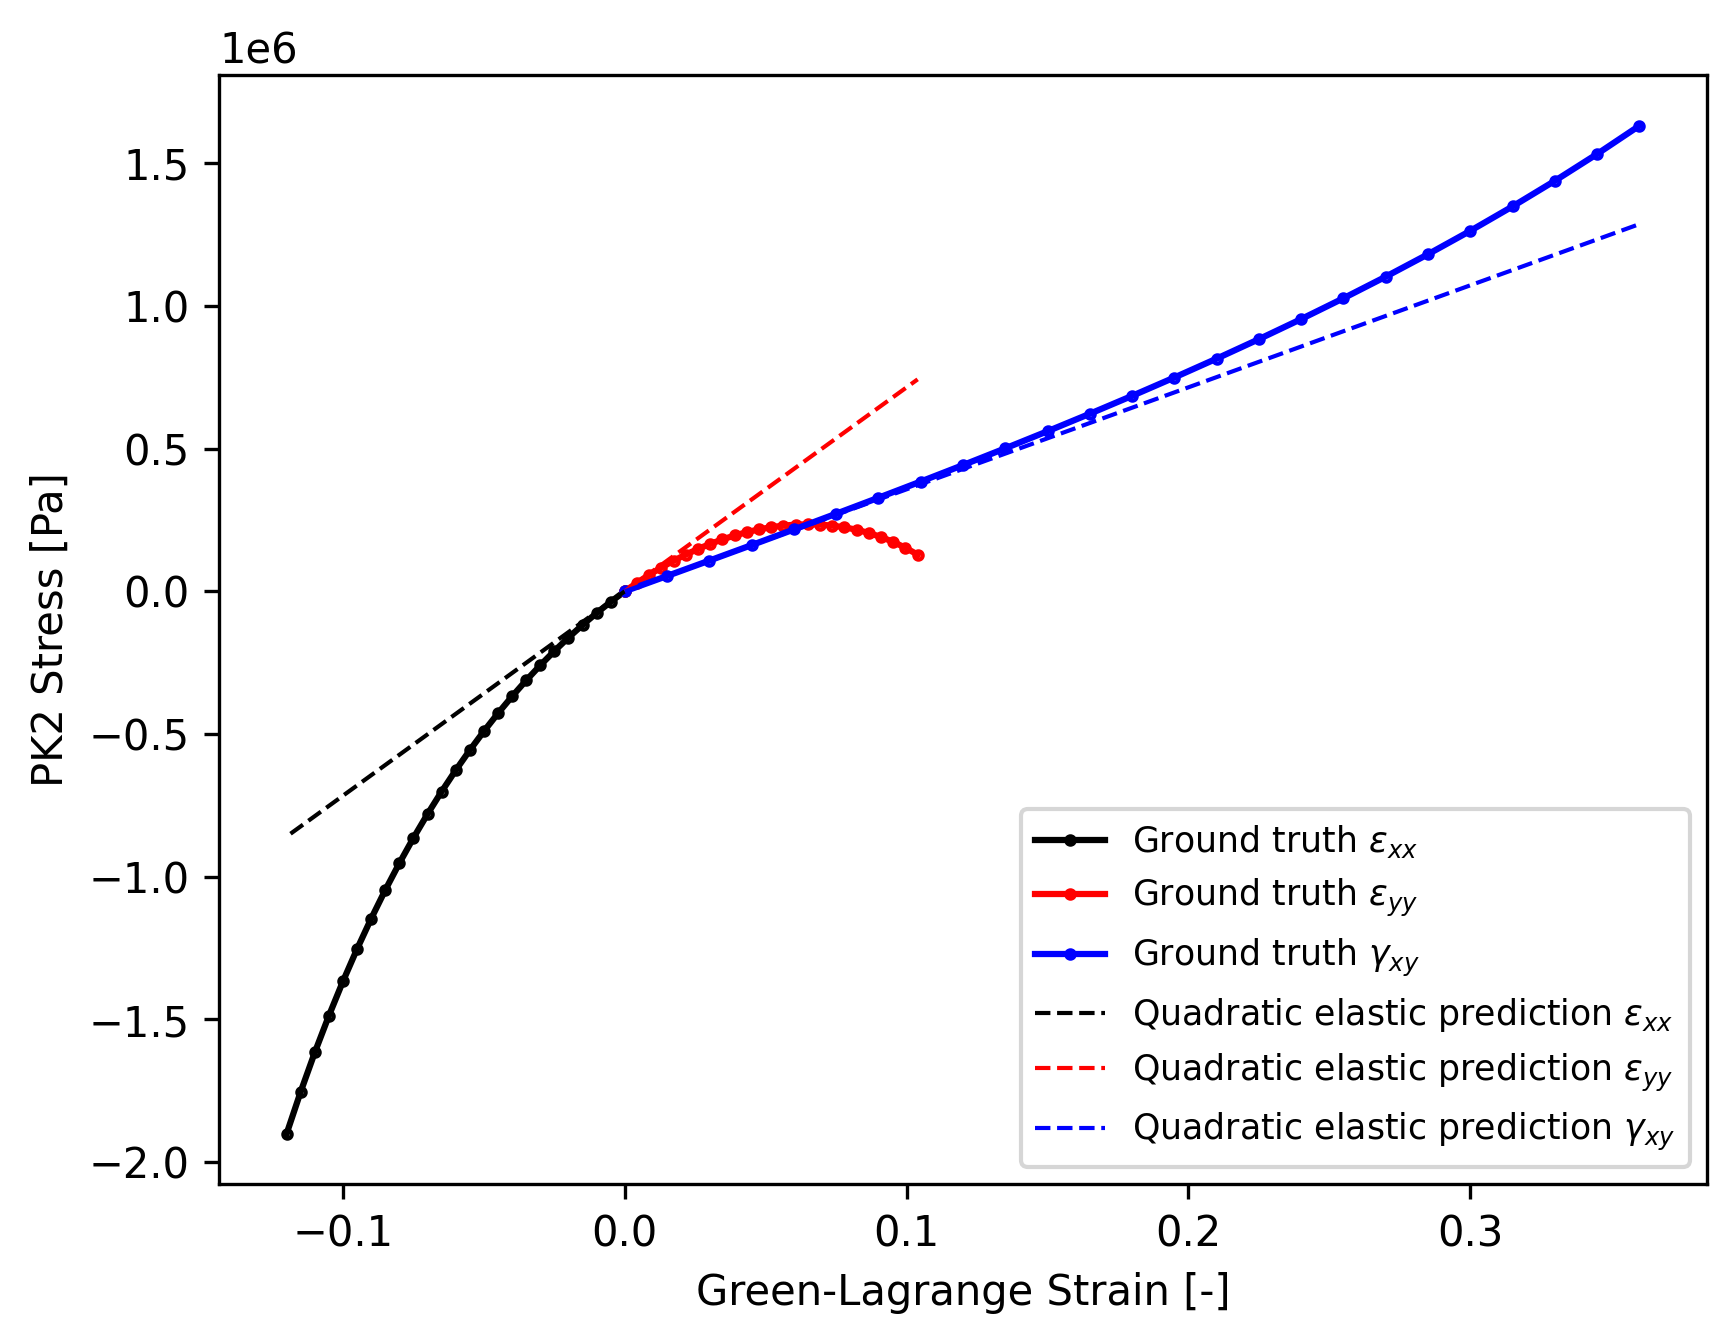 1e6
1.5
1.0
0.5
0.0
−0.5
−1.0
−1.5
−2.0
PK2 Stress [Pa]
−0.1
0.0
0.1
0.2
0.3
Green-Lagrange Strain [-]
Ground truth εxx
Ground truth εyy
Ground truth γxy
Quadratic elastic prediction εxx
Quadratic elastic prediction εyy
Quadratic elastic prediction γxy